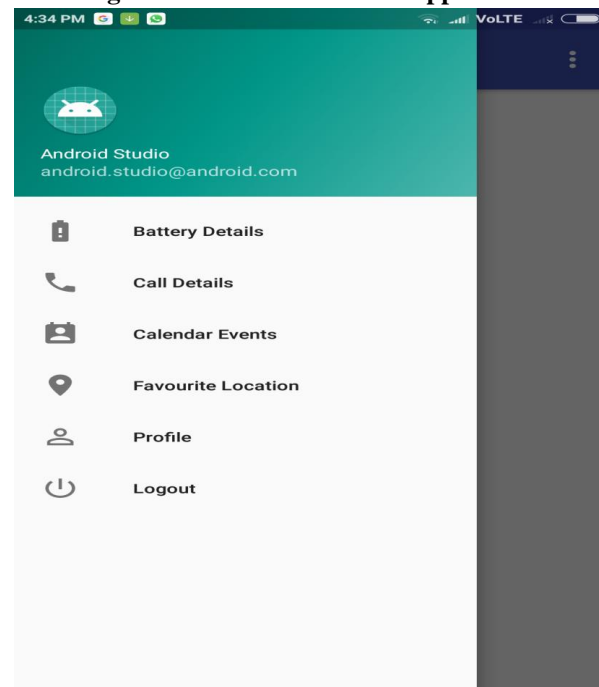 4:34 PM G VoLTE
Android Studio
android.studio@android.com
Battery Details
Call Details
Calendar Events
Favourite Location
Profile
Logout